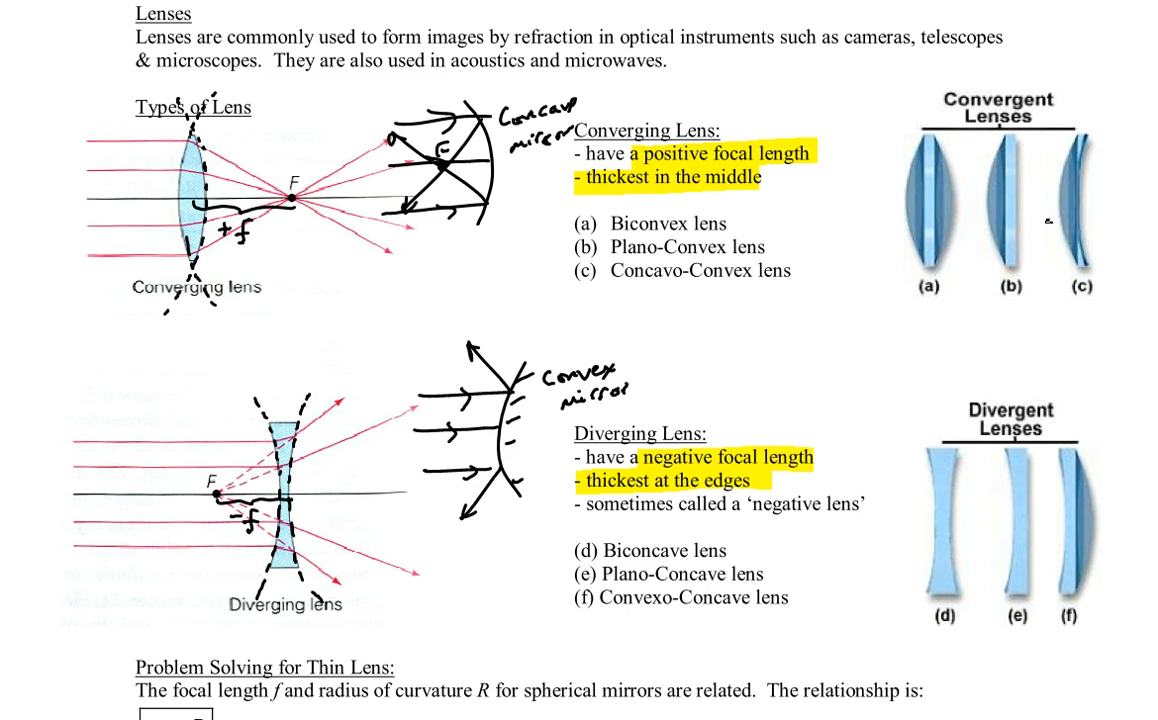 Lenses
Lenses are commonly used to form images by refraction in optical instruments such as cameras, telescopes
& microscopes. They are also used in acoustics and microwaves.
Types of Lens
Concave
mirror
F
F
+f
Converging lens
Converging Lens:
- have a positive focal length
- thickest in the middle
(a) Biconvex lens
(b) Plano-Convex lens
(c) Concavo-Convex lens
Convergent
Lenses
(a) (b) (c)
Convex
mirror
F
-f
Diverging lens
Diverging Lens:
- have a negative focal length
- thickest at the edges
- sometimes called a ‘negative lens’
(d) Biconcave lens
(e) Plano-Concave lens
(f) Convexo-Concave lens
Divergent
Lenses
(d) (e) (f)
Problem Solving for Thin Lens:
The focal length f and radius of curvature R for spherical mirrors are related. The relationship is: